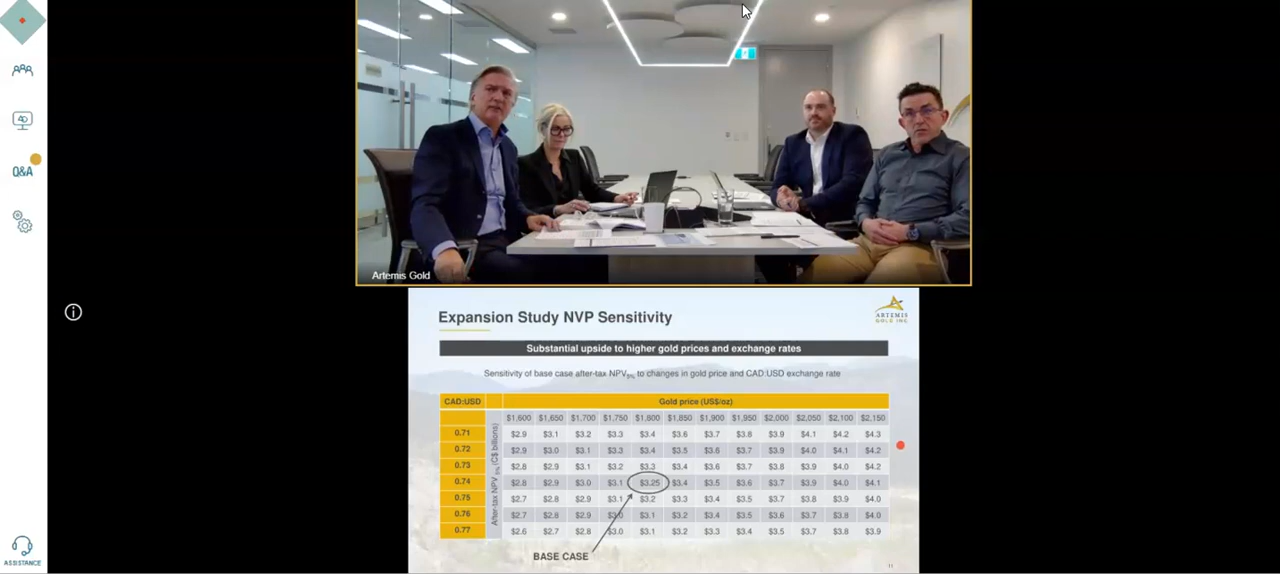 Q&A
ASSISTANCE
Artemis Gold
Expansion Study NVP Sensitivity
ARTEMIS
GOLD INC.
Substantial upside to higher gold prices and exchange rates
Sensitivity of base case after-tax NPV5% to changes in gold price and CAD:USD exchange rate
CAD:USD Gold price (US$/oz)
After-tax NPV 5% (C$ billions)
$1,600 $1,650 $1,700 $1,750 $1,800 $1,850 $1,900 $1,950 $2,000 $2,050 $2,100 $2,150
0.71 $2.9 $3.1 $3.2 $3.3 $3.4 $3.6 $3.7 $3.8 $3.9 $4.1 $4.2 $4.3
0.72 $2.9 $3.0 $3.1 $3.3 $3.4 $3.5 $3.6 $3.7 $3.9 $4.0 $4.1 $4.2
0.73 $2.8 $2.9 $3.1 $3.2 $3.3 $3.4 $3.6 $3.7 $3.8 $3.9 $4.0 $4.2
0.74 $2.8 $2.9 $3.0 $3.1 $3.25 $3.4 $3.5 $3.6 $3.7 $3.9 $4.0 $4.1
0.75 $2.7 $2.8 $2.9 $3.1 $3.2 $3.3 $3.4 $3.5 $3.7 $3.8 $3.9 $4.0
0.76 $2.7 $2.8 $2.9 $3.0 $3.1 $3.2 $3.4 $3.5 $3.6 $3.7 $3.8 $4.0
0.77 $2.6 $2.7 $2.8 $3.0 $3.1 $3.2 $3.3 $3.4 $3.5 $3.7 $3.8 $3.9
BASE CASE
11